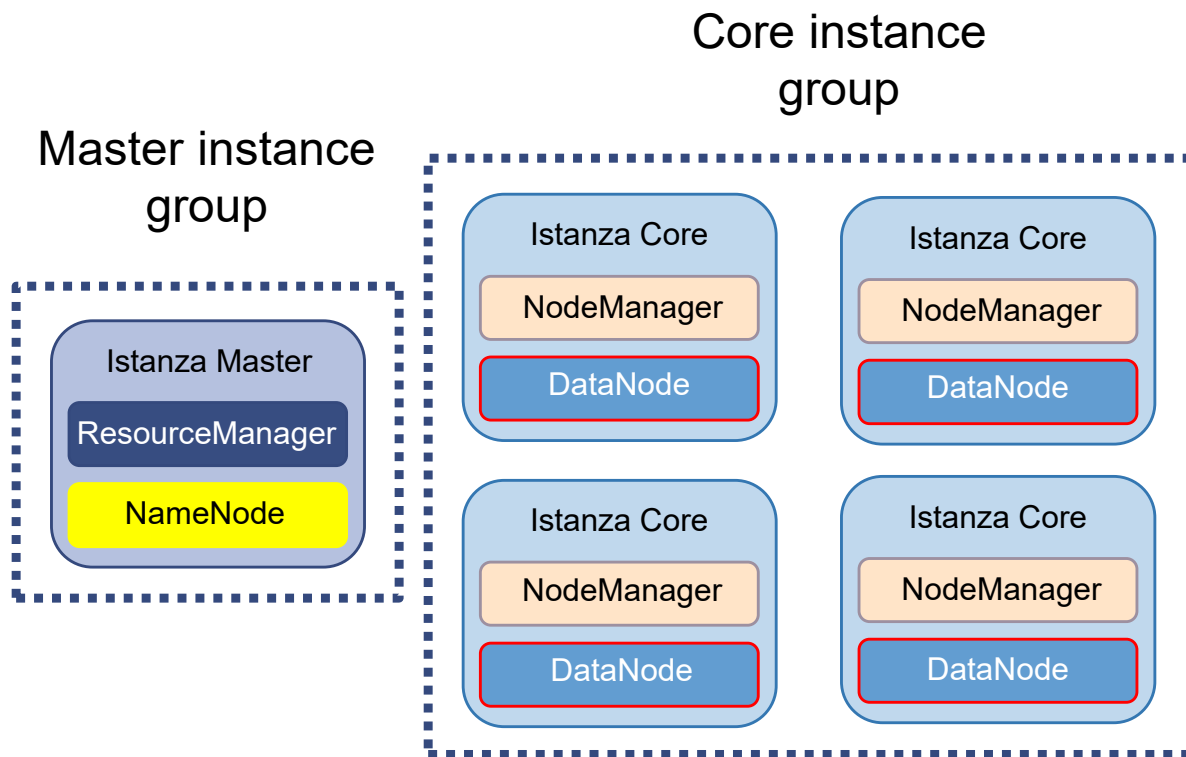 Core instance
group
Master instance
group
Istanza Master
ResourceManager
NameNode
Istanza Core
NodeManager
DataNode
Istanza Core
NodeManager
DataNode
Istanza Core
NodeManager
DataNode
Istanza Core
NodeManager
DataNode